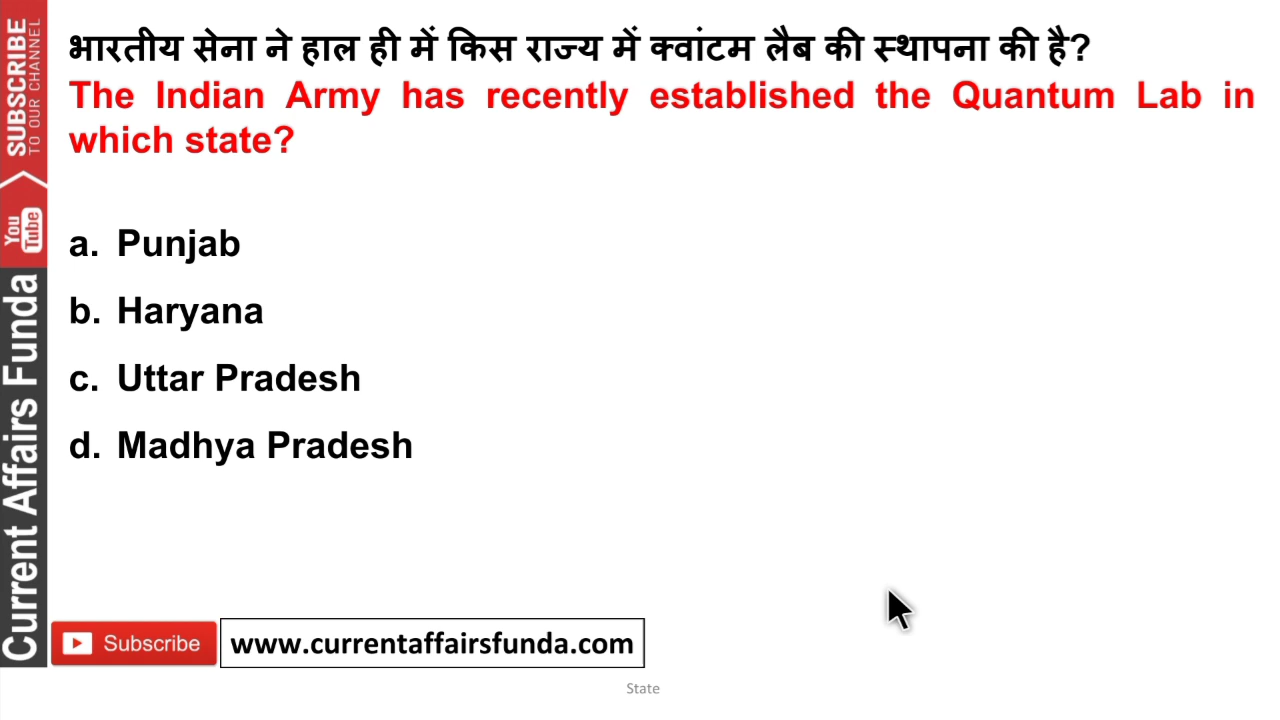 भारतीय सेना ने हाल ही में किस राज्य में क्वांटम लैब की स्थापना की है?
The Indian Army has recently established the Quantum Lab in
which state?
a. Punjab
b. Haryana
c. Uttar Pradesh
d. Madhya Pradesh
SUBSCRIBE
TO OUR CHANNEL
You
Tube
Current Affairs Funda
Subscribe
www.currentaffairsfunda.com
State